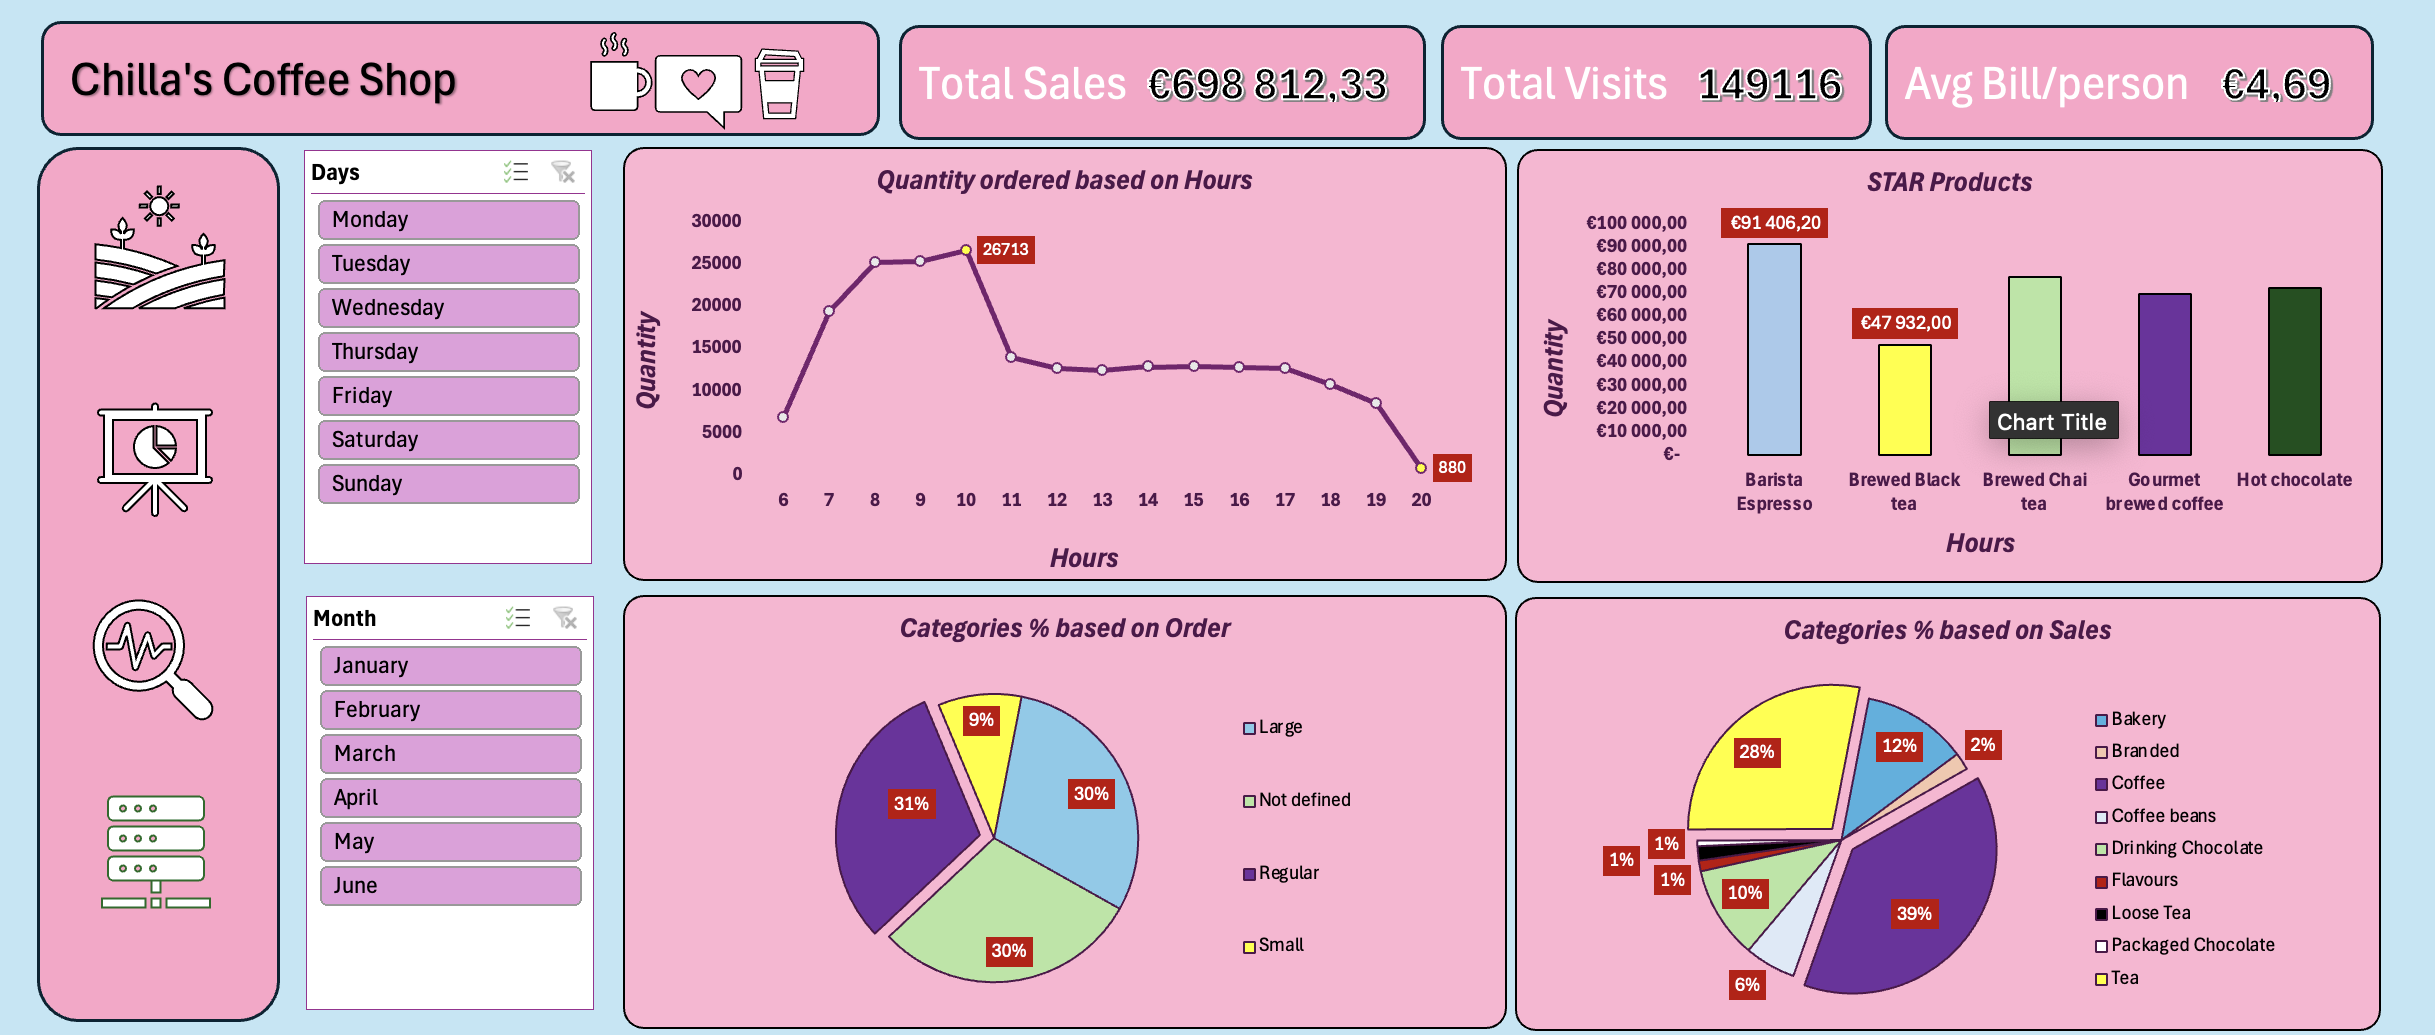 Chilla's Coffee Shop
Total Sales €698 812,33
Total Visits 149116
Avg Bill/person €4,69
Days
Monday
Tuesday
Wednesday
Thursday
Friday
Saturday
Sunday
Month
January
February
March
April
May
June
Quantity ordered based on Hours
Quantity
30000
25000
20000
15000
10000
5000
0
26713
880
6 7 8 9 10 11 12 13 14 15 16 17 18 19 20
Hours
STAR Products
Quantity
€100 000,00
€90 000,00
€80 000,00
€70 000,00
€60 000,00
€50 000,00
€40 000,00
€30 000,00
€20 000,00
€10 000,00
€-
€91 406,20
€47 932,00
Chart Title
Barista Espresso
Brewed Black tea
Brewed Chai tea
Gourmet brewed coffee
Hot chocolate
Hours
Categories % based on Order
9%
30%
31%
30%
Large
Not defined
Regular
Small
Categories % based on Sales
28%
12%
2%
1%
1%
1%
10%
39%
6%
Bakery
Branded
Coffee
Coffee beans
Drinking Chocolate
Flavours
Loose Tea
Packaged Chocolate
Tea